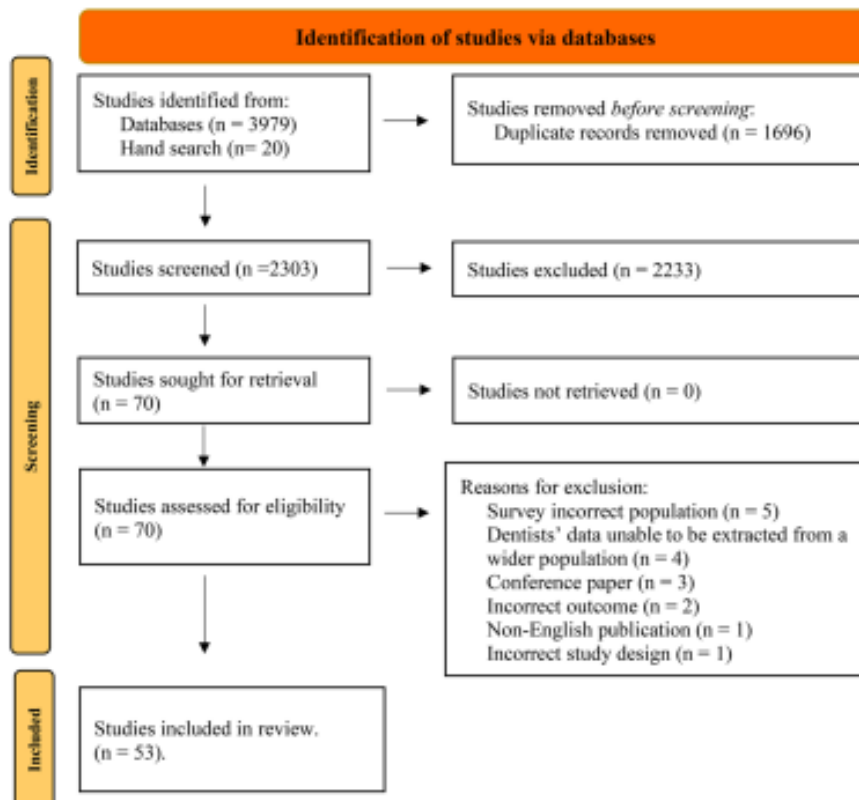 Identification of studies via databases
Identification
Studies identified from:
Databases (n = 3979)
Hand search (n= 20)
Studies removed before screening:
Duplicate records removed (n = 1696)
Screening
Studies screened (n =2303)
Studies excluded (n = 2233)
Studies sought for retrieval
(n = 70)
Studies not retrieved (n = 0)
Studies assessed for eligibility
(n = 70)
Reasons for exclusion:
Survey incorrect population (n = 5)
Dentists' data unable to be extracted from a
wider population (n = 4)
Conference paper (n = 3)
Incorrect outcome (n = 2)
Non-English publication (n = 1)
Incorrect study design (n = 1)
Included
Studies included in review.
(n = 53).